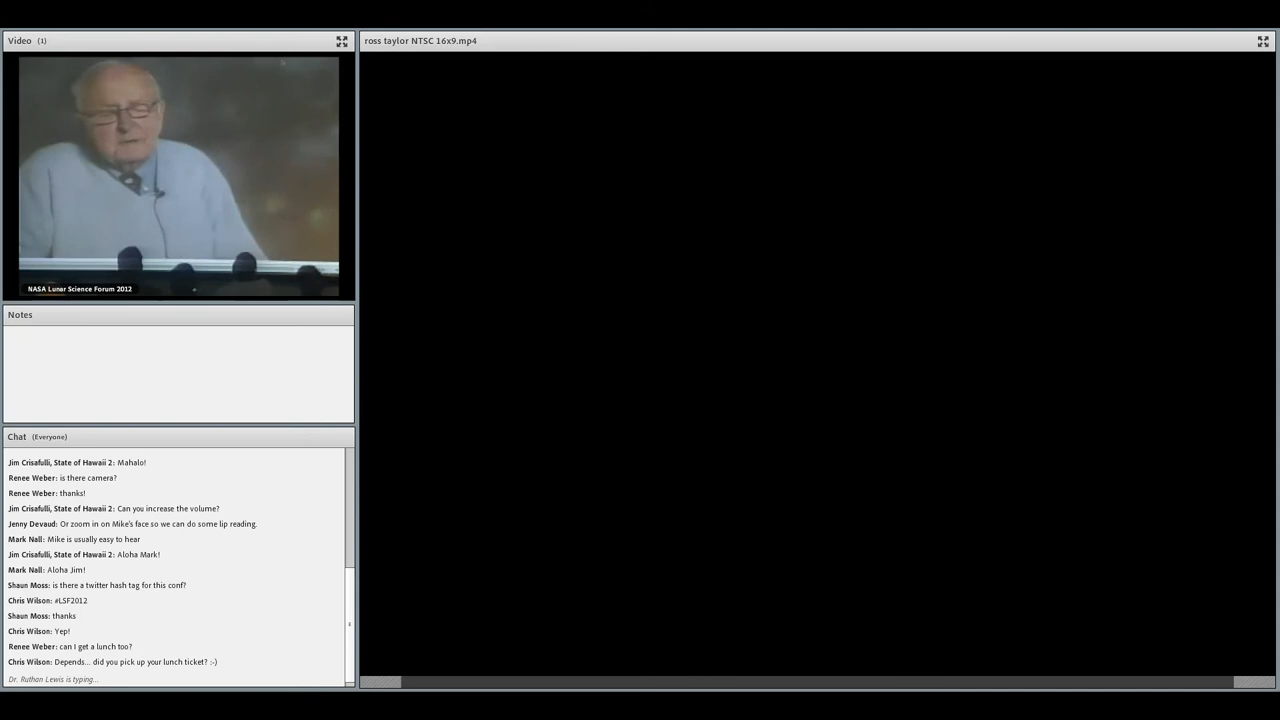 Video (1)
ross taylor NTSC 16x9.mp4
NASA Lunar Science Forum 2012
Notes
Chat (Everyone)
Jim Crisafulli, State of Hawaii 2: Mahalo!
Renee Weber: is there camera?
Renee Weber: thanks!
Jim Crisafulli, State of Hawaii 2: Can you increase the volume?
Jenny Devaud: Or zoom in on Mike's face so we can do some lip reading.
Mark Nall: Mike is usually easy to hear
Jim Crisafulli, State of Hawaii 2: Aloha Mark!
Mark Nall: Aloha Jim!
Shaun Moss: is there a twitter hash tag for this conf?
Chris Wilson: #LSF2012
Shaun Moss: thanks
Chris Wilson: Yep!
Renee Weber: can I get a lunch too?
Chris Wilson: Depends... did you pick up your lunch ticket? :-)
Dr. Ruthan Lewis is typing...